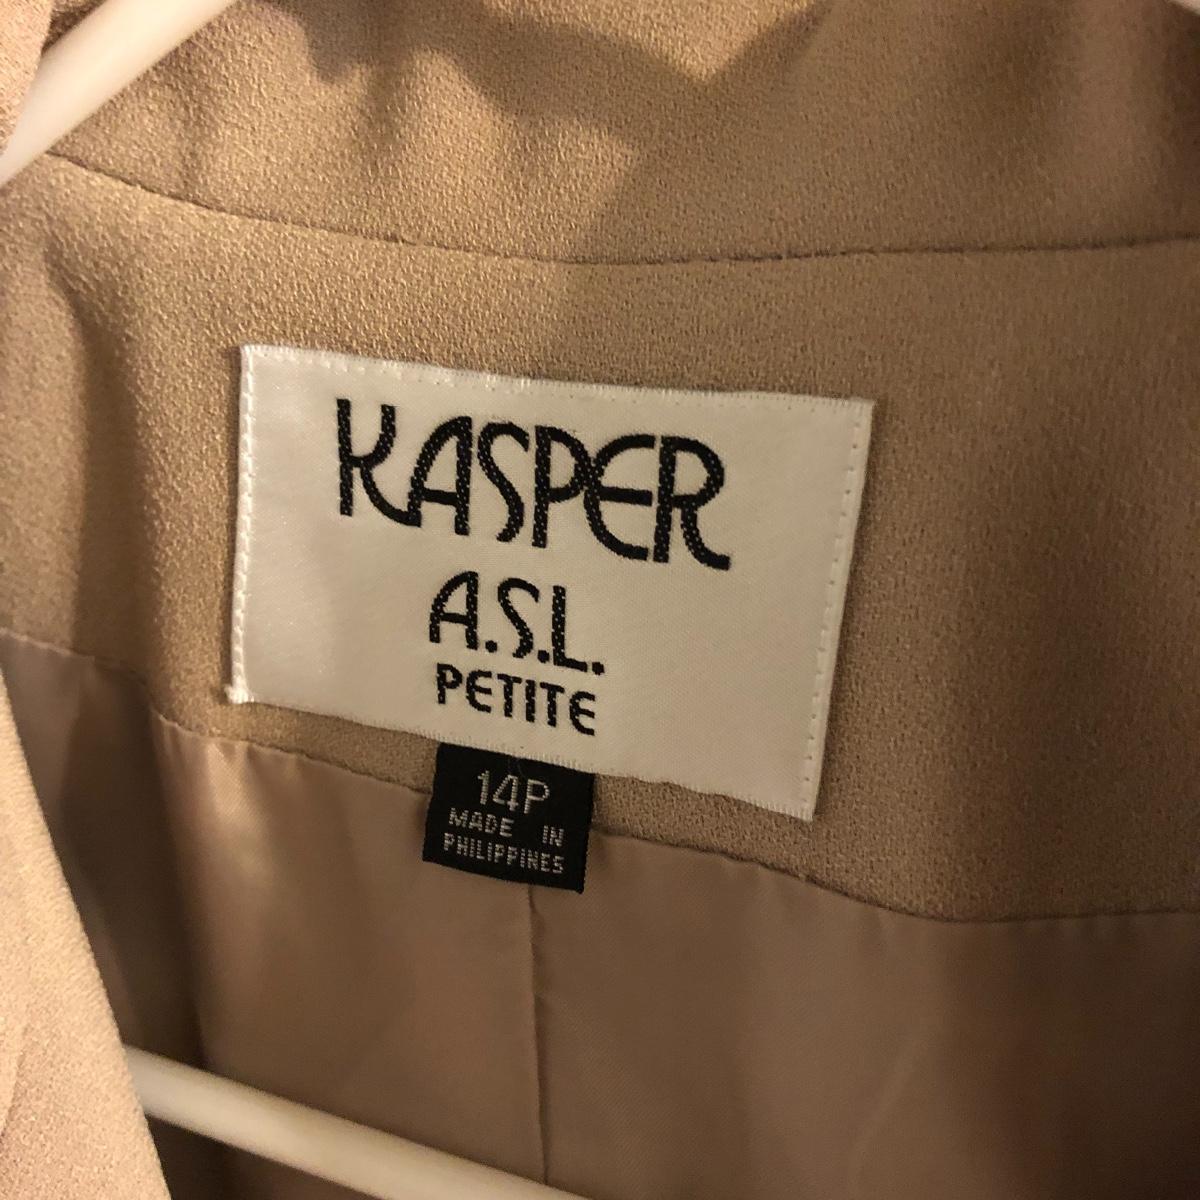 KASPER
A.S.L.
PETITE
14P
MADE IN
PHILIPPINES